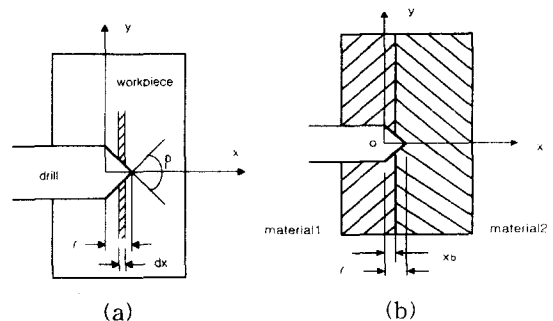 y
workpiece
x
drill
ρ
r
dx
(a)
y
o
x
material1
material2
xb
r
(b)